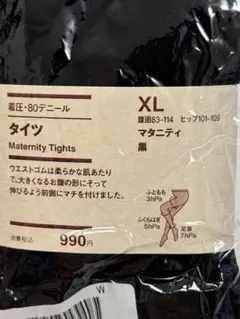 着圧・80デニール
タイツ
Maternity Tights
XL
腹囲83-114 ヒップ101-109
マタニティ
黒
ウエストゴムは柔らかな肌あたり
で、大きくなるお腹の形にそって
伸びるよう前側にマチを付けました。
ふともも
3hPa
ふくらはぎ
5hPa
足首
7hPa
消費税込 990円
W